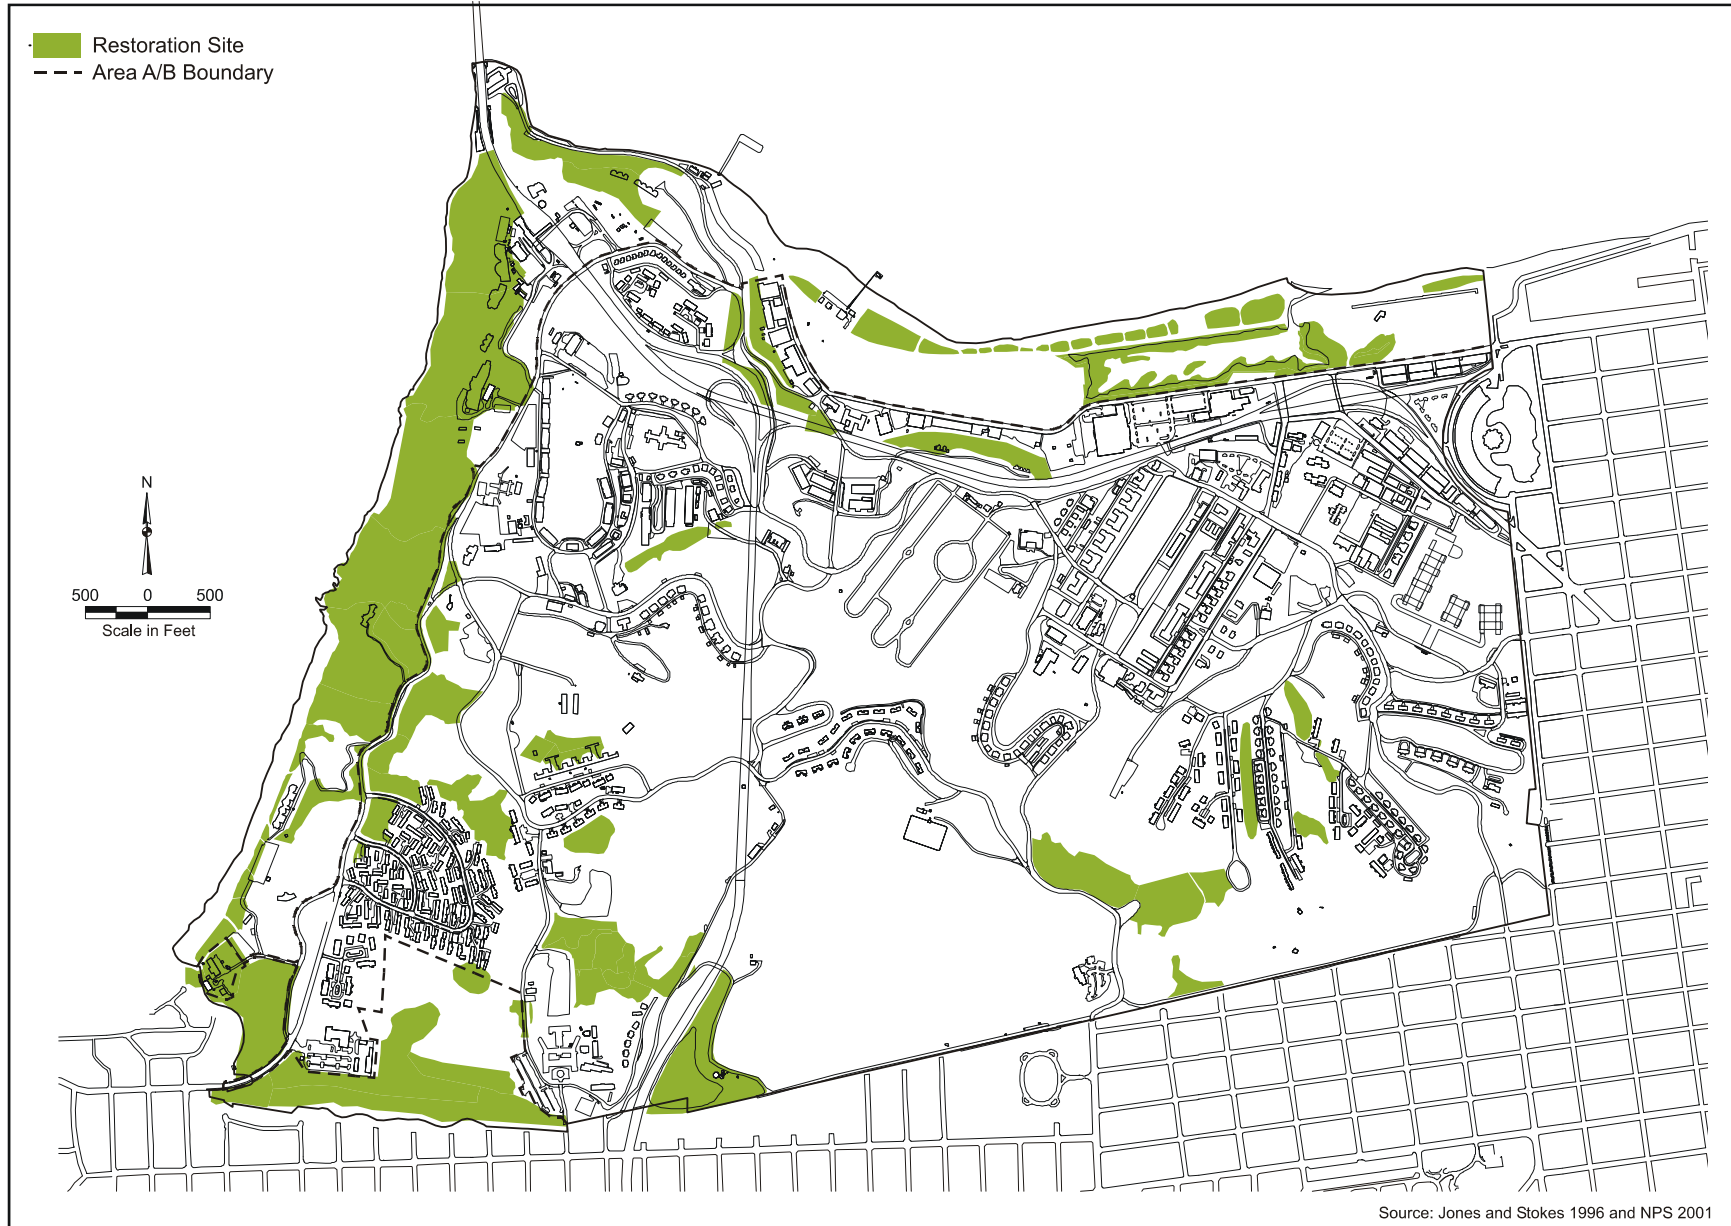 Restoration Site
Area A/B Boundary
N
500 0 500
Scale in Feet
Source: Jones and Stokes 1996 and NPS 2001